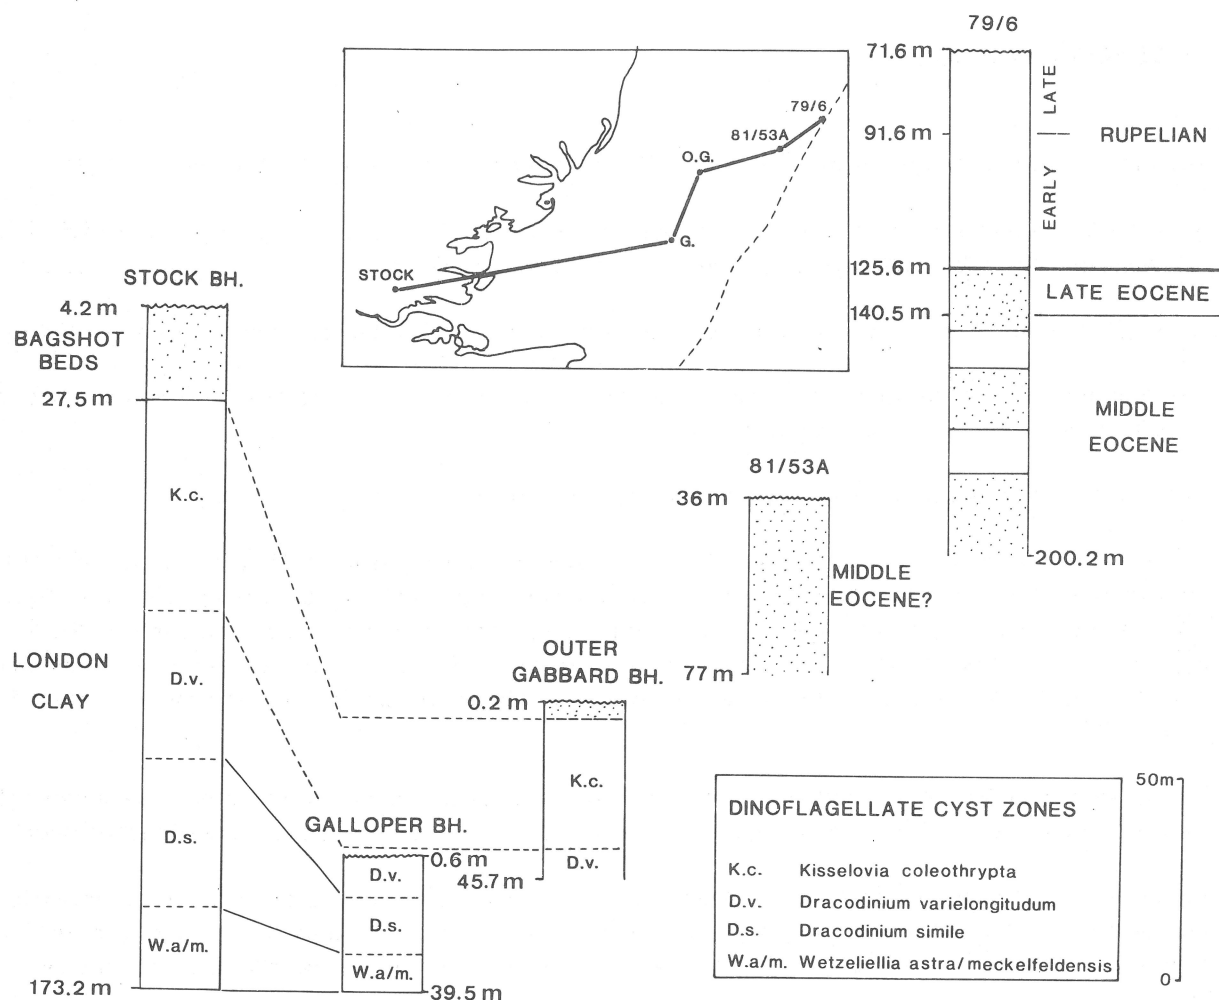 79/6
71.6 m
LATE
91.6 m
RUPELIAN
EARLY
125.6 m
LATE EOCENE
140.5 m
MIDDLE
EOCENE
200.2 m
79/6
81/53A
O.G.
G.
STOCK
STOCK BH.
4.2 m
BAGSHOT
BEDS
27.5 m
K.c.
LONDON
CLAY
D.v.
D.s.
W.a/m.
173.2 m
81/53A
36 m
MIDDLE
EOCENE?
77 m
OUTER
GABBARD BH.
0.2 m
K.c.
D.v.
45.7 m
GALLOPER BH.
0.6 m
D.v.
D.s.
W.a/m.
39.5 m
DINOFLAGELLATE CYST ZONES
K.c. Kisselovia coleothrypta
D.v. Dracodinium varielongitudum
D.s. Dracodinium simile
W.a/m. Wetzeliellia astra/meckelfeldensis
50m
0